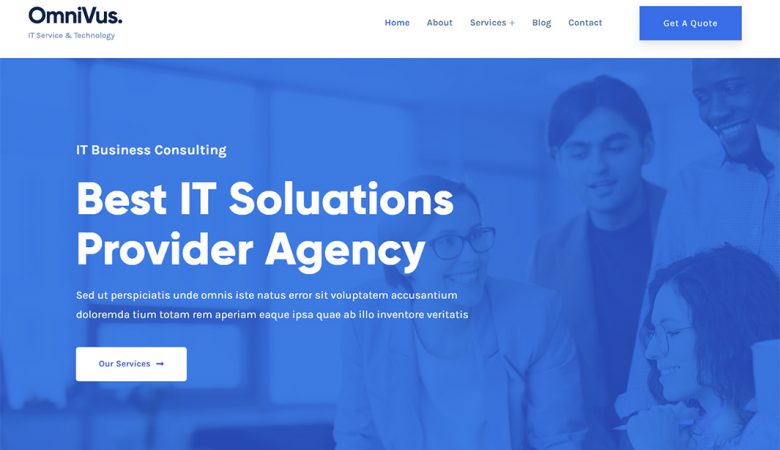 OmniVus.
IT Service & Technology
Home About Services + Blog Contact
Get A Quote
IT Business Consulting
Best IT Soluations
Provider Agency
Sed ut perspiciatis unde omnis iste natus error sit voluptatem accusantium
doloremda tium totam rem aperiam eaque ipsa quae ab illo inventore veritatis
Our Services →